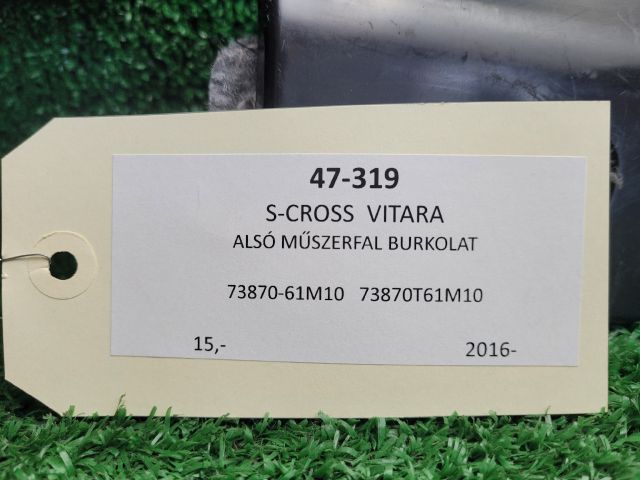 47-319
S-CROSS VITARA
ALSÓ MŰSZERFAL BURKOLAT
73870-61M10 73870T61M10
15,- 2016-